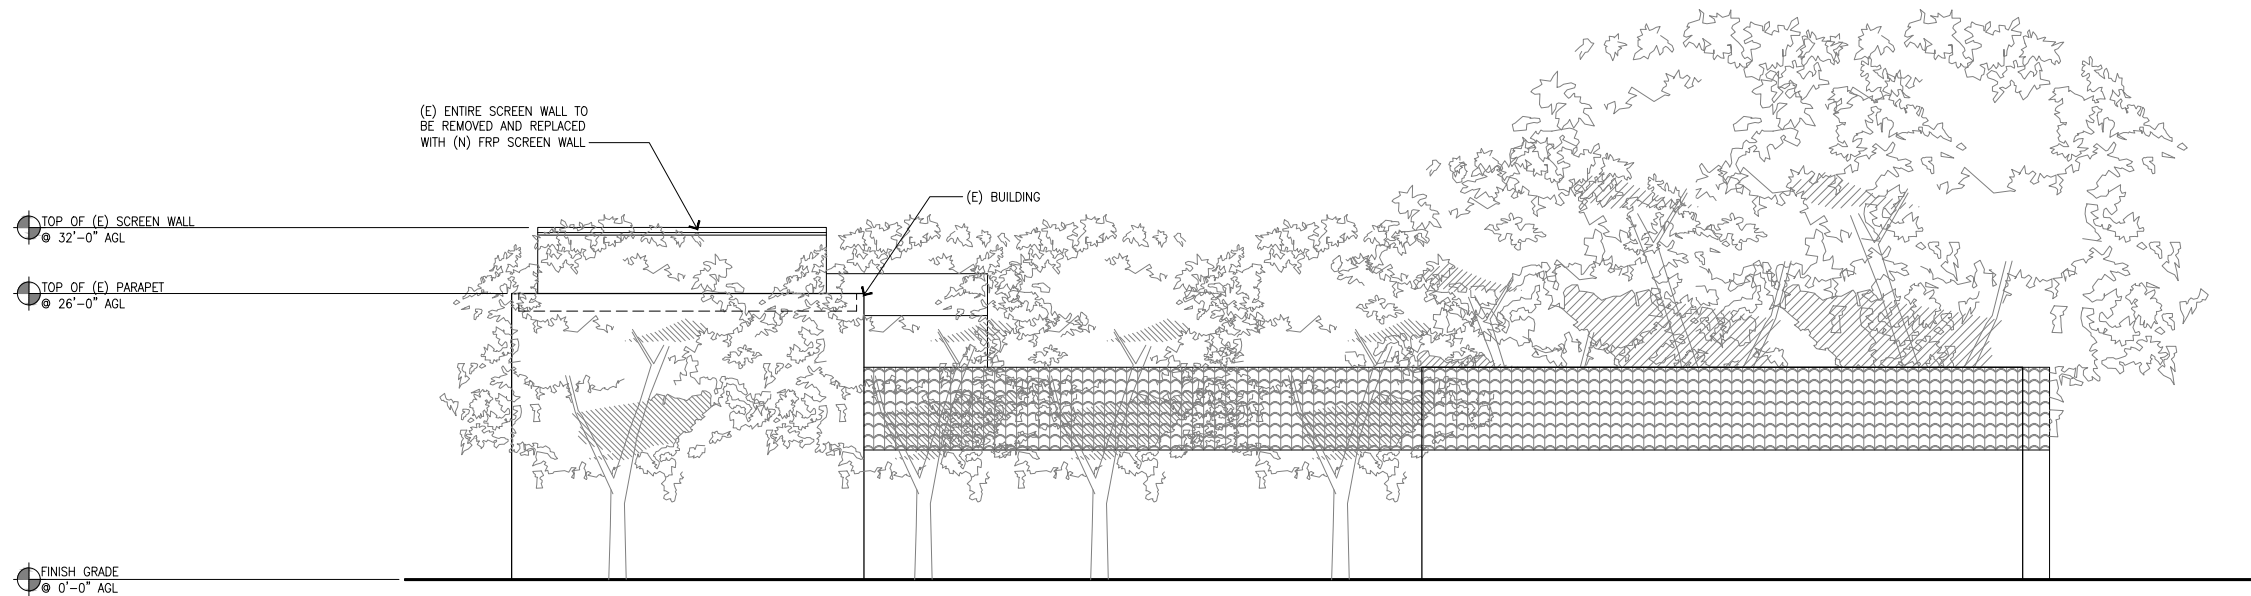 (E) ENTIRE SCREEN WALL TO
BE REMOVED AND REPLACED
WITH (N) FRP SCREEN WALL
(E) BUILDING
TOP OF (E) SCREEN WALL
@ 32'-0" AGL
TOP OF (E) PARAPET
@ 26'-0" AGL
FINISH GRADE
@ 0'-0" AGL